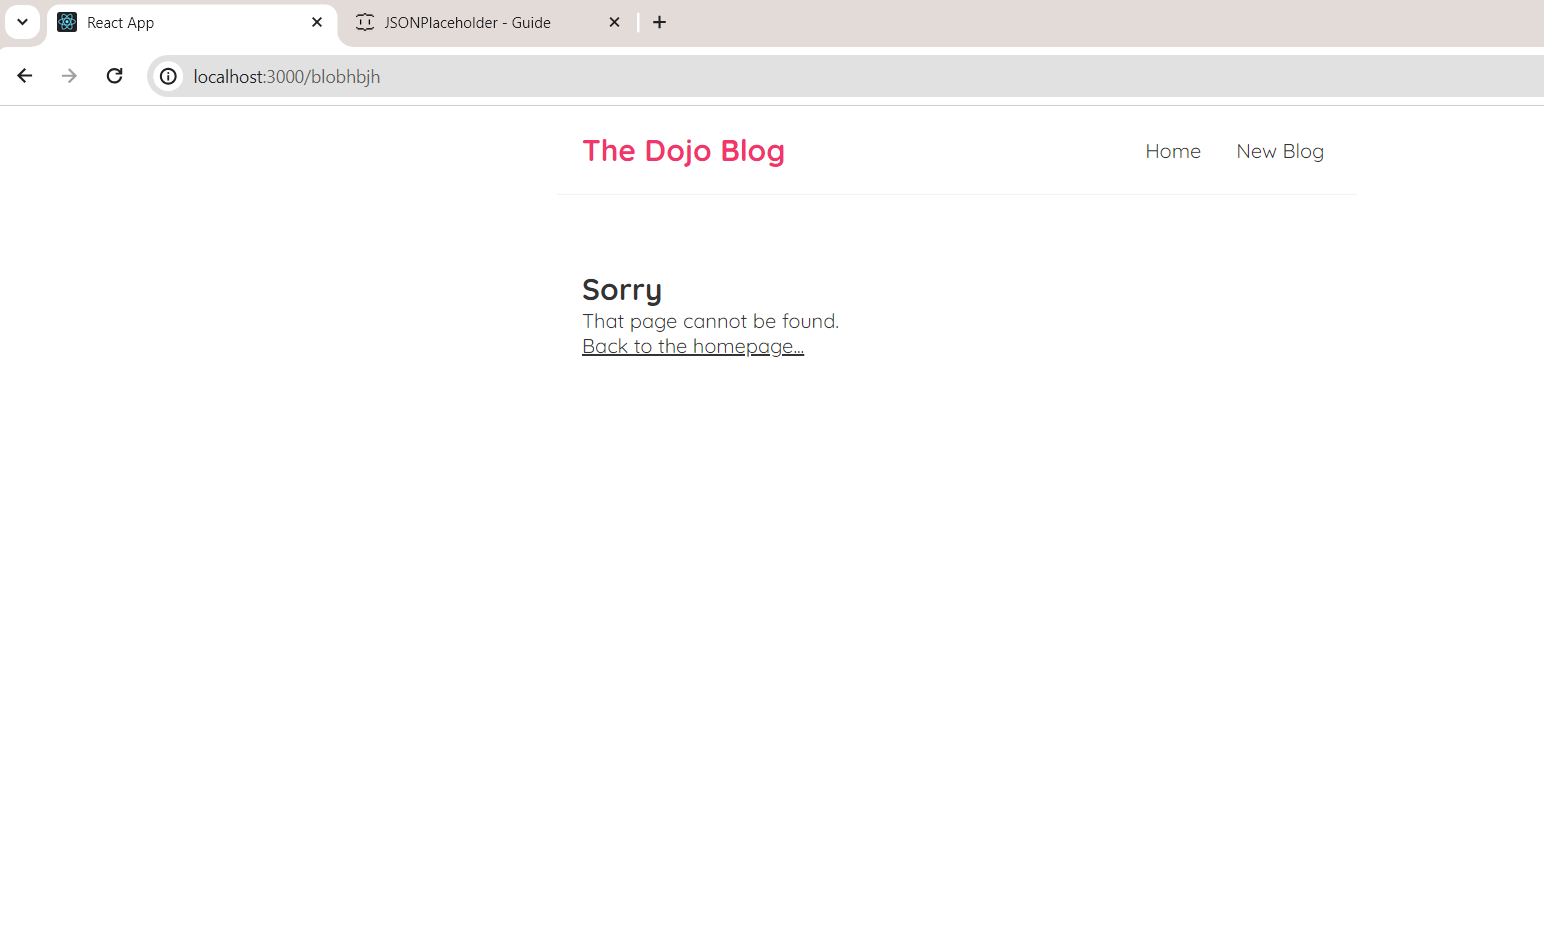 React App
JSONPlaceholder - Guide
localhost:3000/blobhbjh
The Dojo Blog
Home
New Blog
Sorry
That page cannot be found.
Back to the homepage...